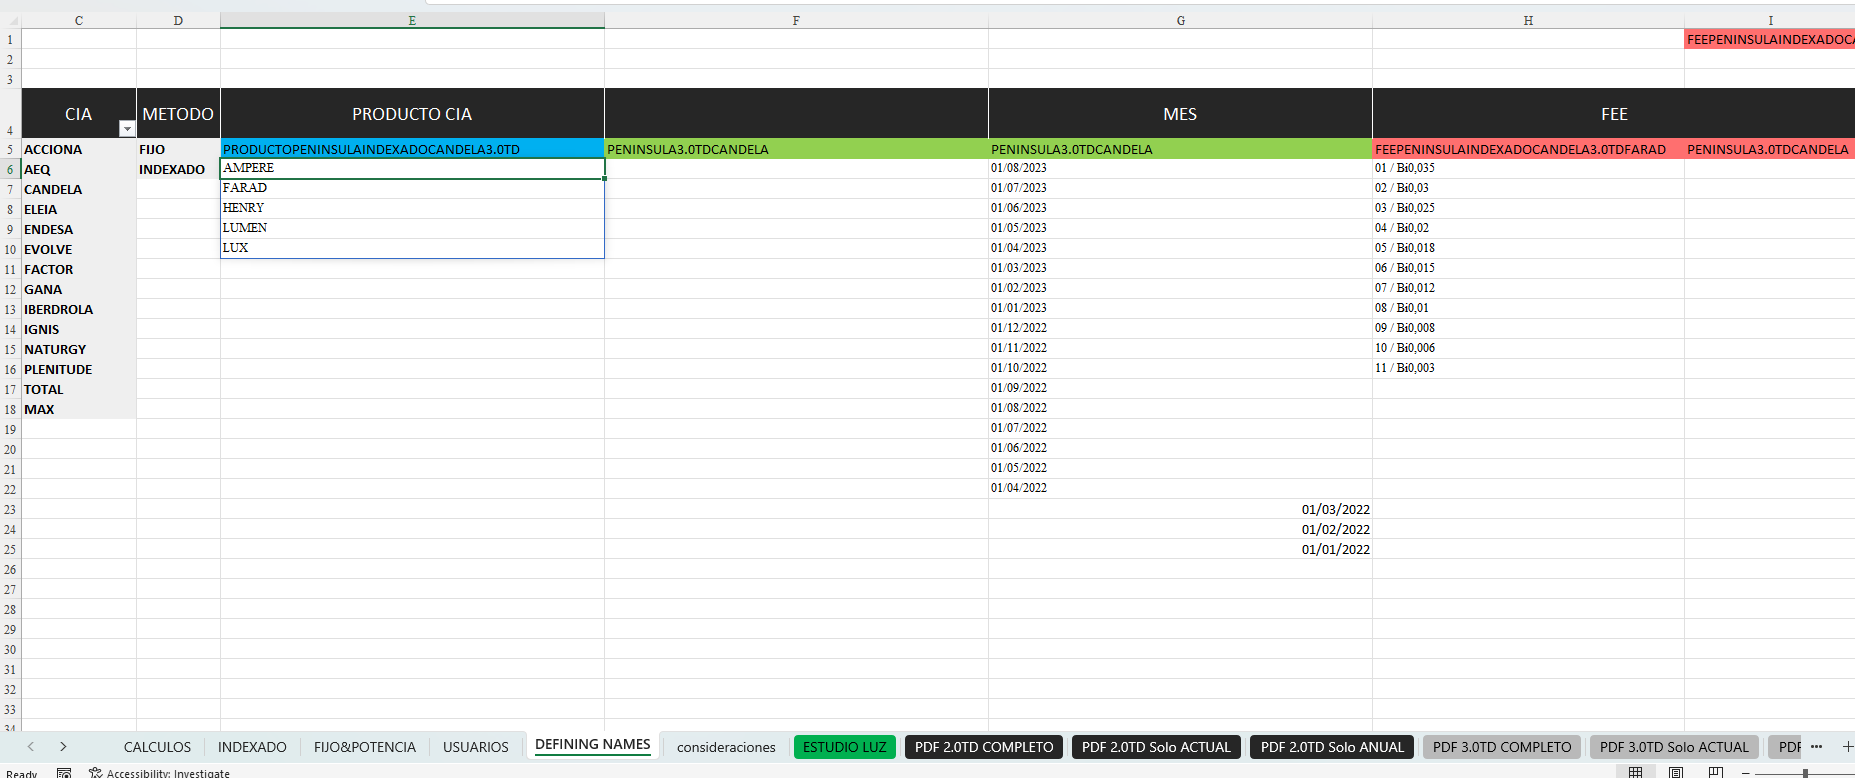 C D E F G H I
1 FEEPENINSULAINDEXADOCA
2
3
4 CIA METODO PRODUCTO CIA MES FEE
5 ACCIONA FIJO PRODUCTOPENINSULAINDEXADOCANDELA3.0TD PENINSULA3.0TDCANDELA PENINSULA3.0TDCANDELA FEEPENINSULAINDEXADOCANDELA3.0TDFARAD PENINSULA3.0TDCANDELA
6 AEQ INDEXADO AMPERE 01/08/2023 01 / Bi0,035
7 CANDELA FARAD 01/07/2023 02 / Bi0,03
8 ELEIA HENRY 01/06/2023 03 / Bi0,025
9 ENDESA LUMEN 01/05/2023 04 / Bi0,02
10 EVOLVE LUX 01/04/2023 05 / Bi0,018
11 FACTOR 01/03/2023 06 / Bi0,015
12 GANA 01/02/2023 07 / Bi0,012
13 IBERDROLA 01/01/2023 08 / Bi0,01
14 IGNIS 01/12/2022 09 / Bi0,008
15 NATURGY 01/11/2022 10 / Bi0,006
16 PLENITUDE 01/10/2022 11 / Bi0,003
17 TOTAL 01/09/2022
18 MAX 01/08/2022
19 01/07/2022
20 01/06/2022
21 01/05/2022
22 01/04/2022
23 01/03/2022
24 01/02/2022
25 01/01/2022
26
27
28
29
30
31
32
33
34
CALCULOS INDEXADO FIJO&POTENCIA USUARIOS DEFINING NAMES consideraciones ESTUDIO LUZ PDF 2.0TD COMPLETO PDF 2.0TD Solo ACTUAL PDF 2.0TD Solo ANUAL PDF 3.0TD COMPLETO PDF 3.0TD Solo ACTUAL PDF
Ready Accessibility: Investigate